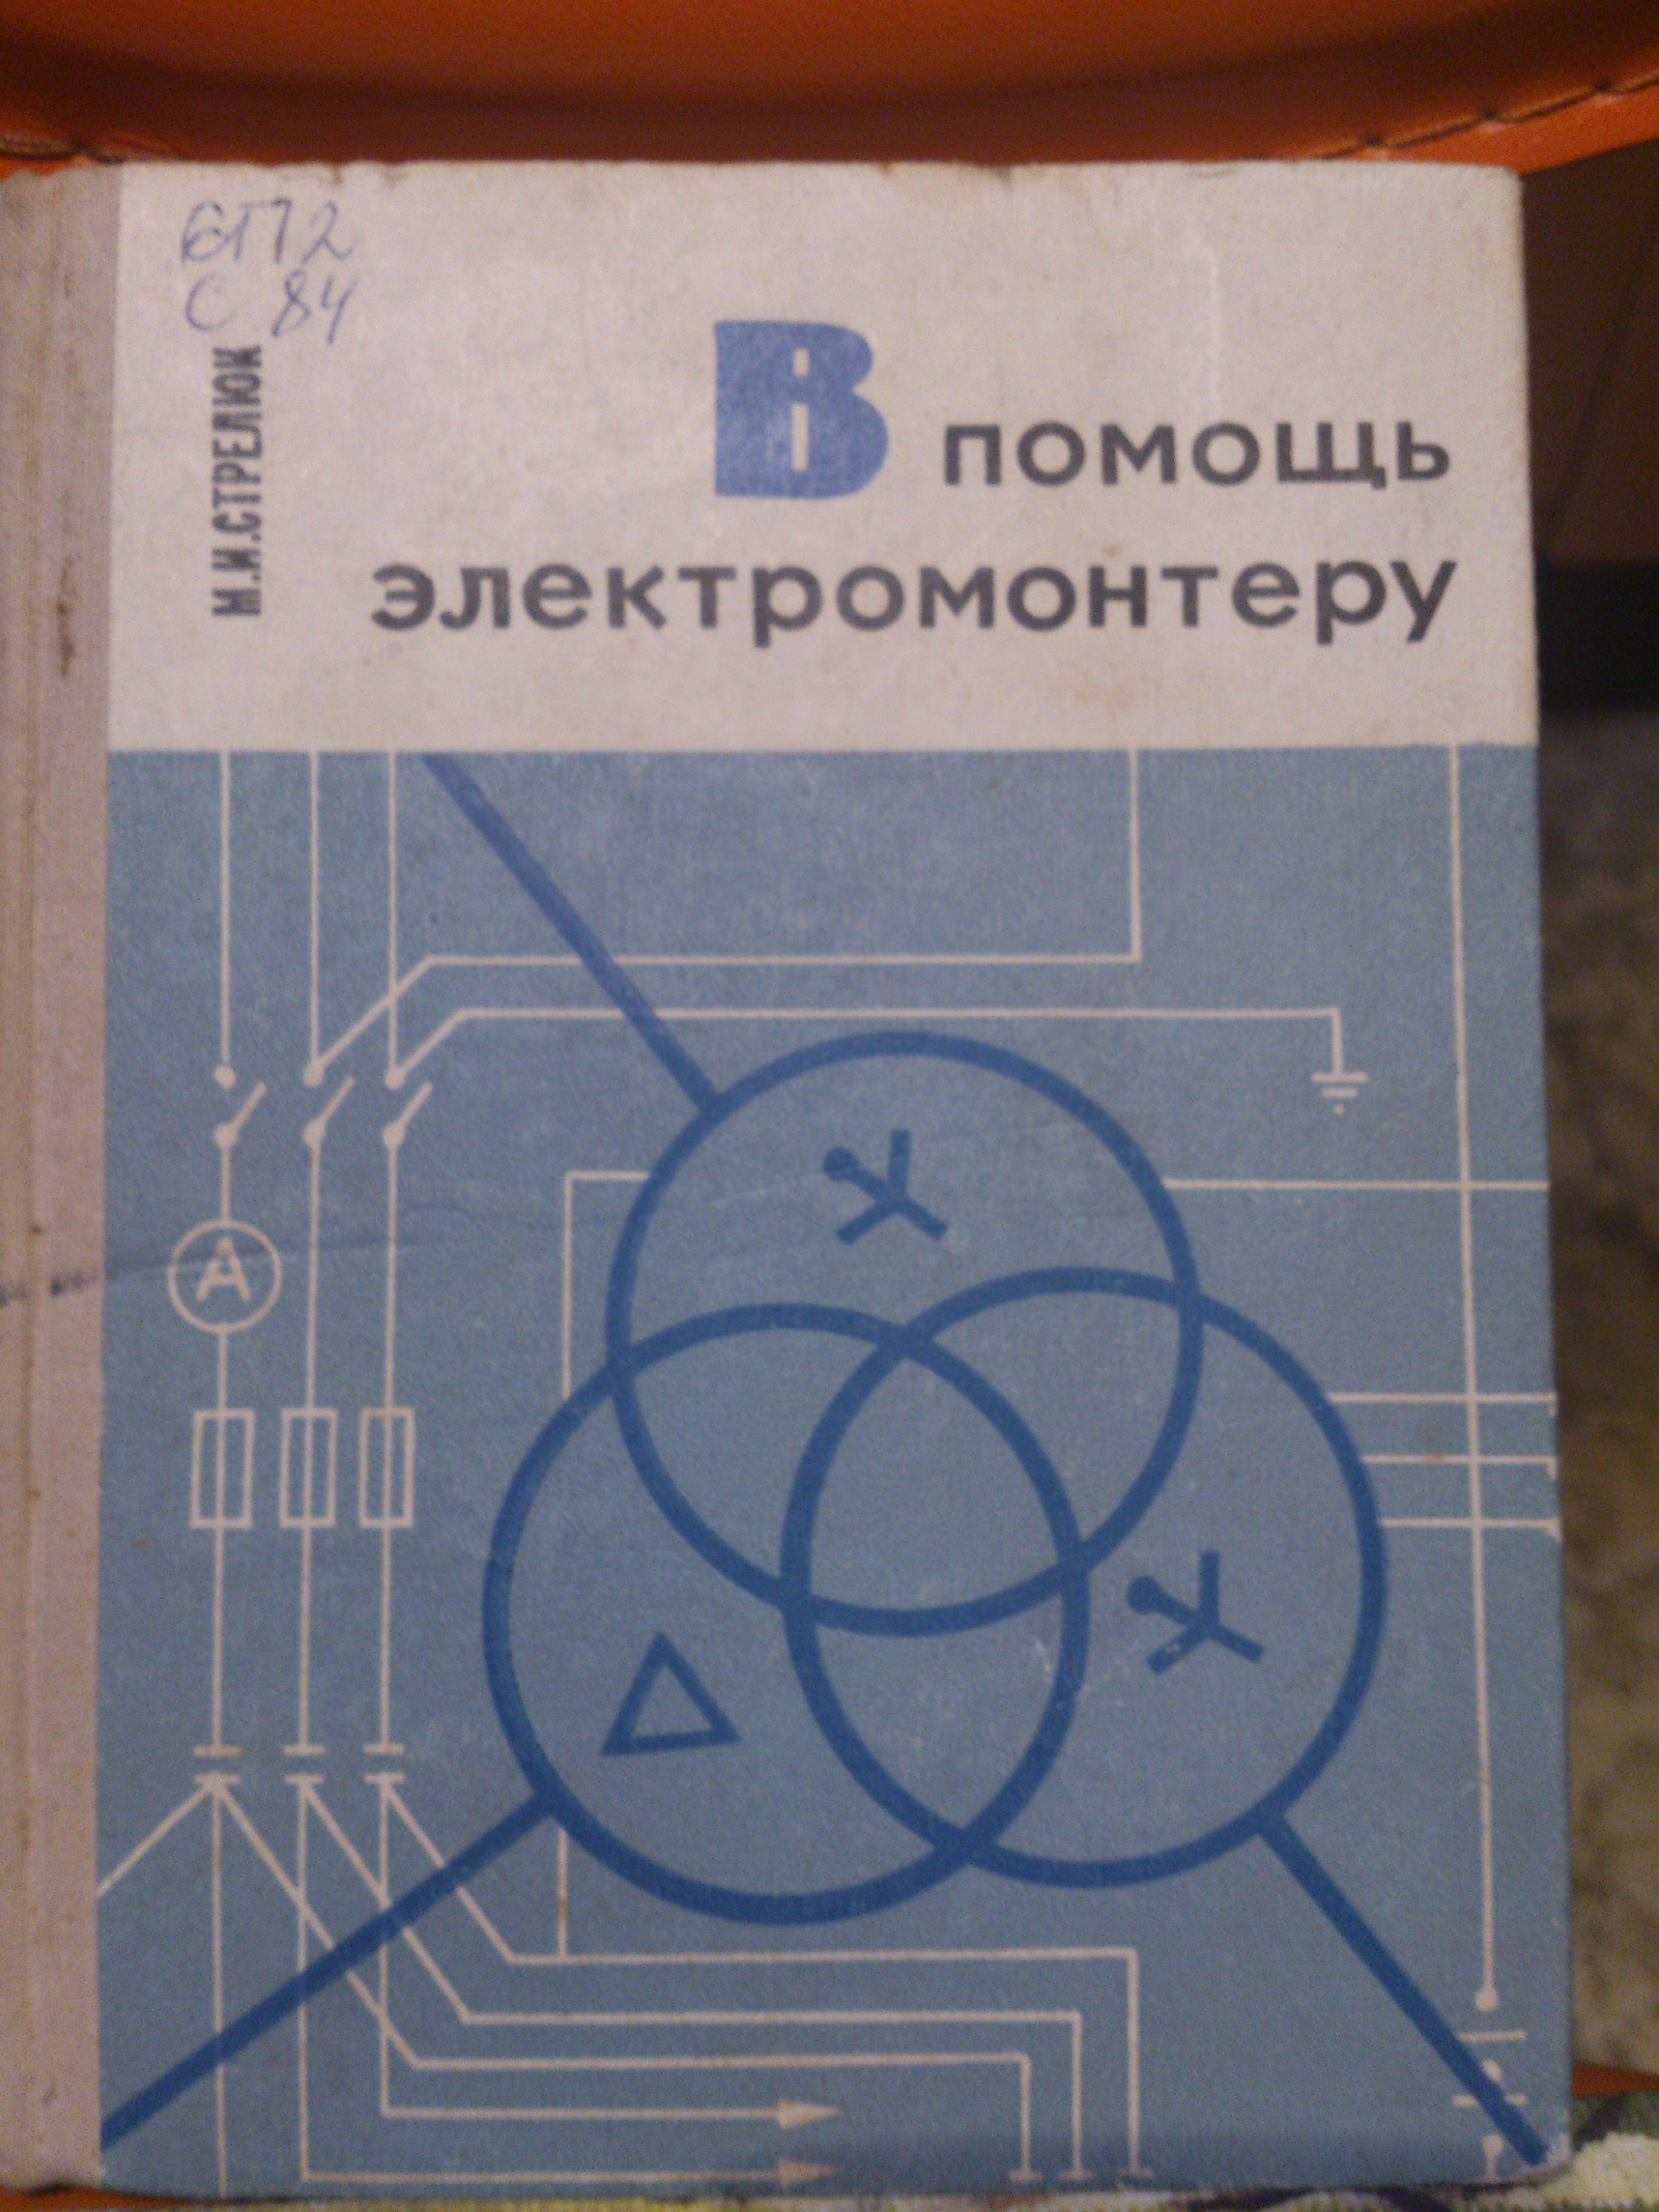 6П2
С 84
М.И.СТРЕЛЮК
В помощь
электромонтеру
А